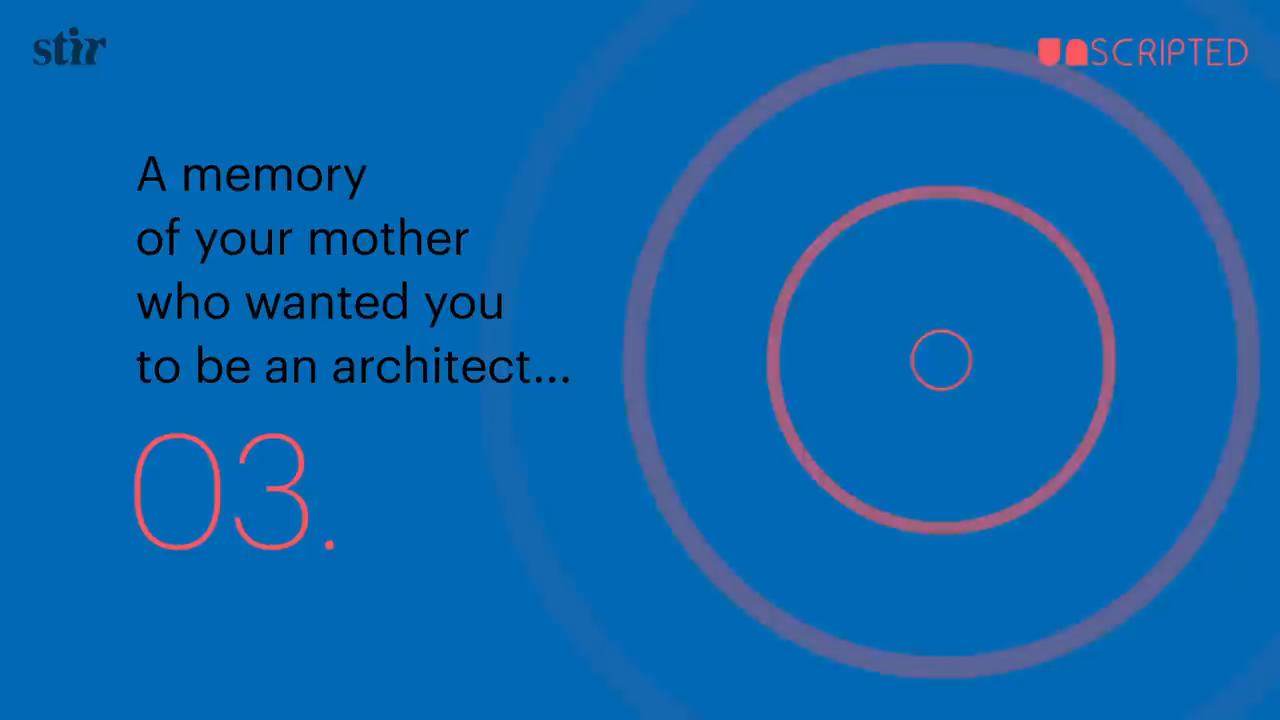 stir
UNSCRIPTED
A memory
of your mother
who wanted you
to be an architect...
03.